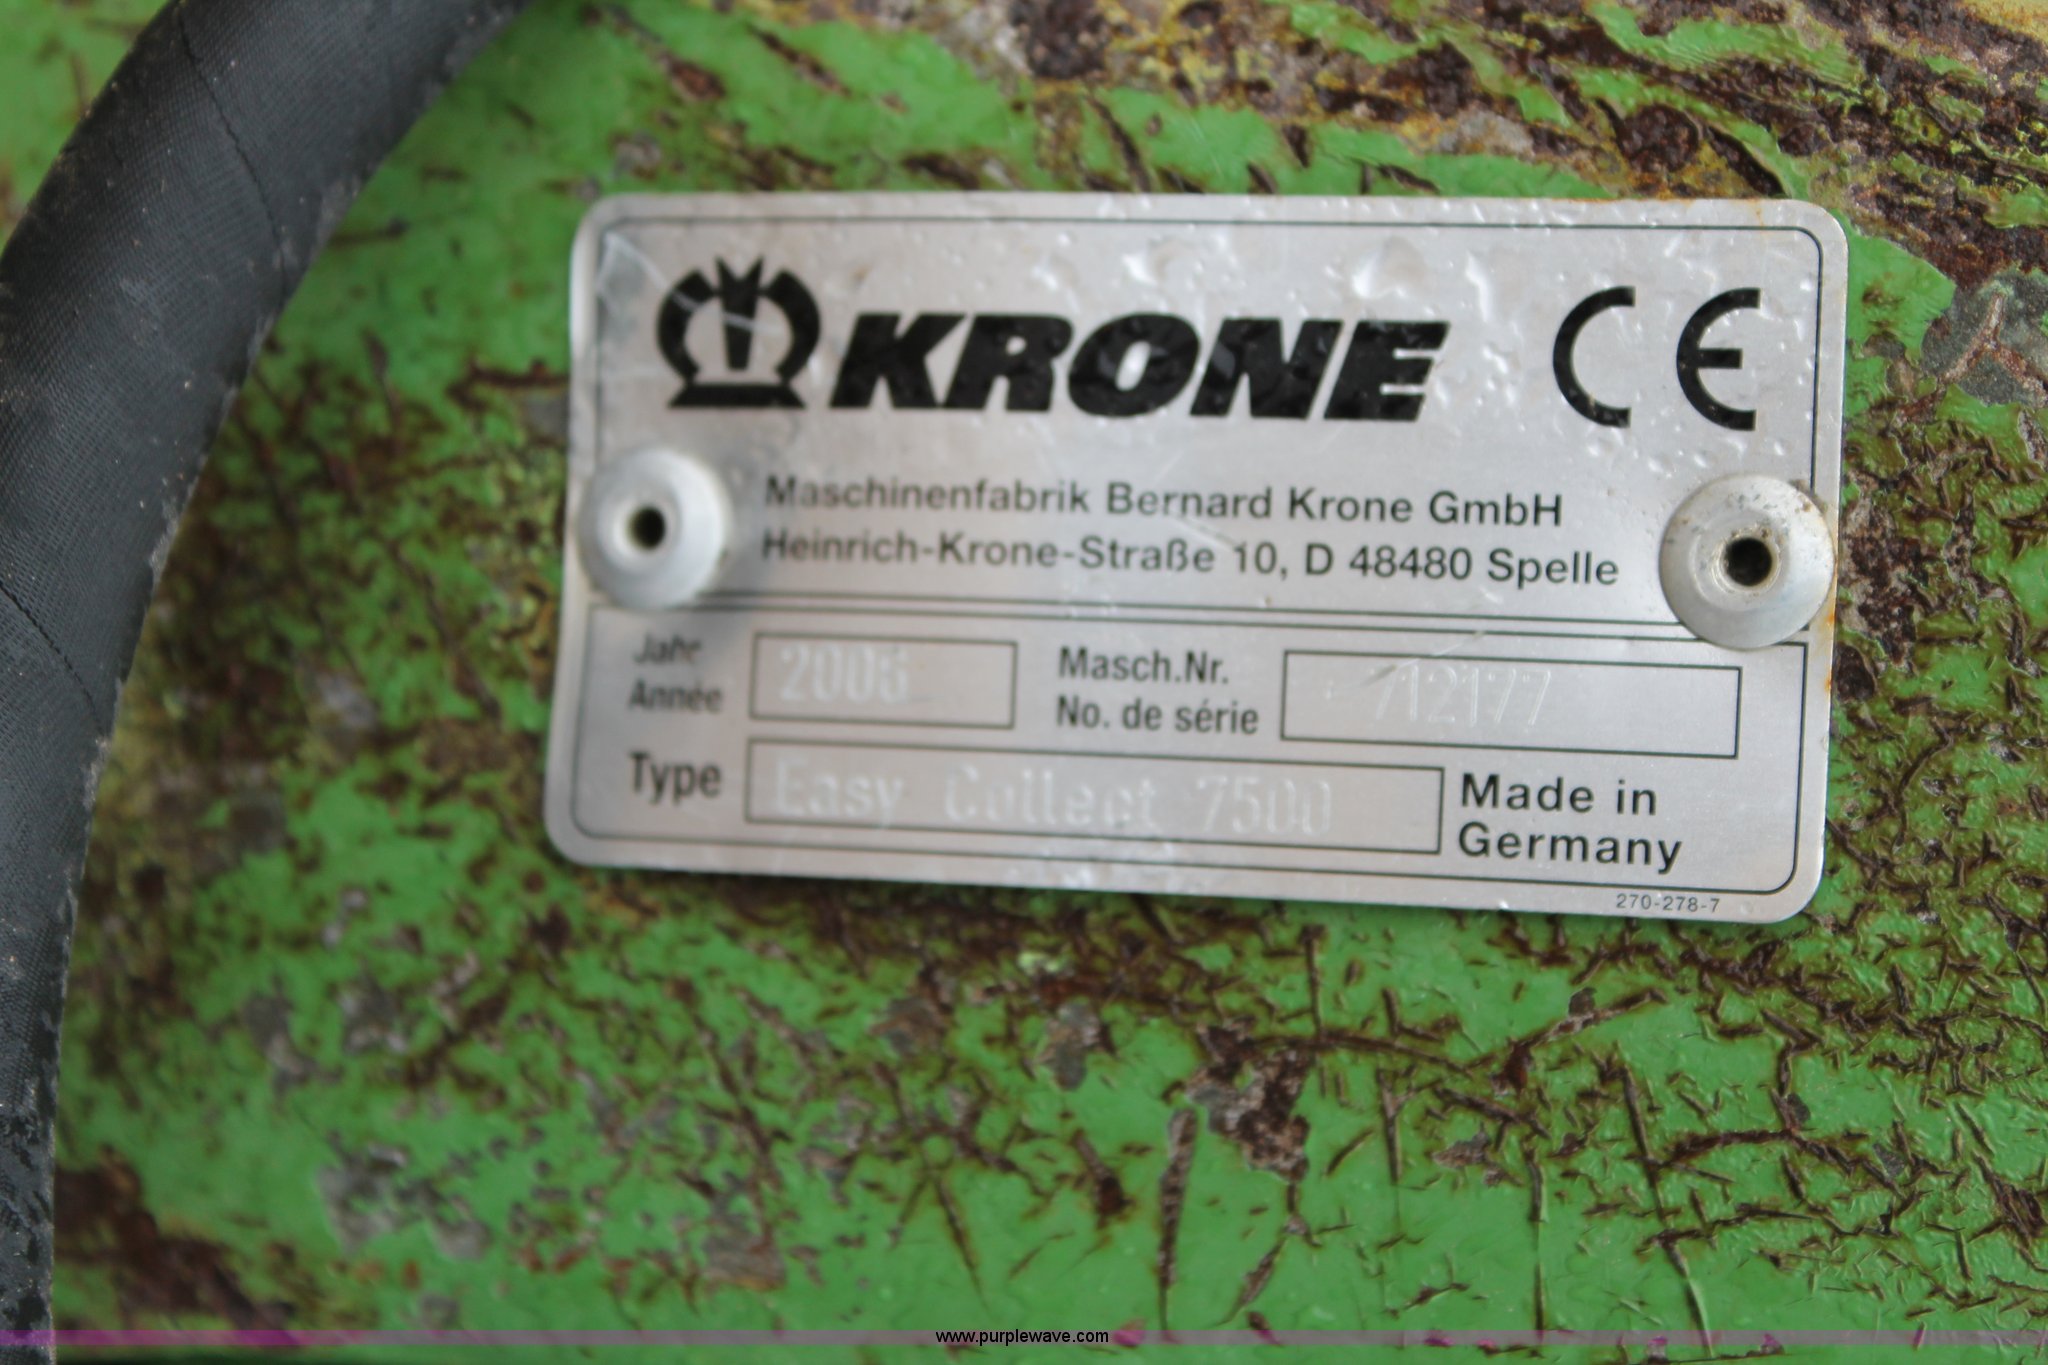 KRONE CE
Maschinenfabrik Bernard Krone GmbH
Heinrich-Krone-Straße 10, D 48480 Spelle
Jahr
Année
2006
Masch.Nr.
No. de série
712177
Type
Easy Collect 7500
Made in
Germany
270-278-7
www.purplewave.com